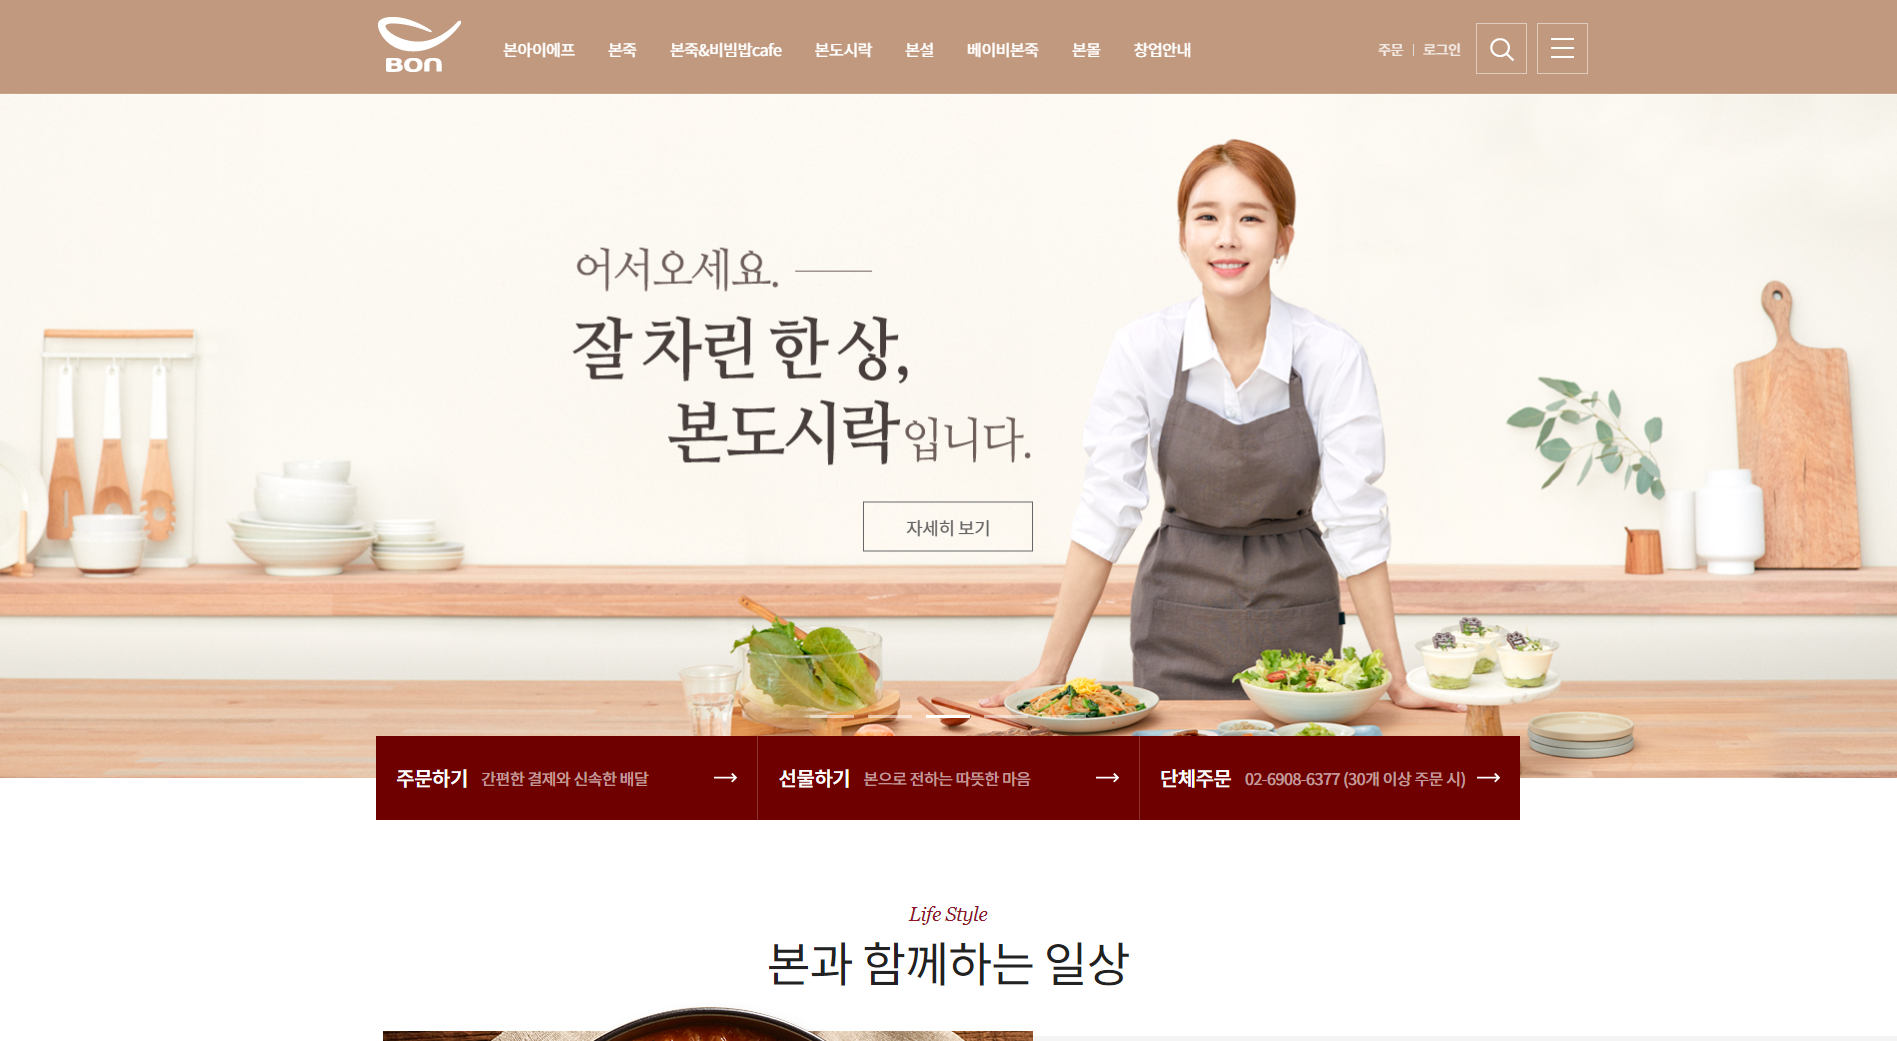 BON
본아이에프
본죽
본죽&비빔밥cafe
본도시락
본설
베이비본죽
본몰
창업안내
주문
로그인
어서오세요.
잘 차린 한 상,
본도시락입니다.
자세히 보기
주문하기 간편한 결제와 신속한 배달
선물하기 본으로 전하는 따뜻한 마음
단체주문 02-6908-6377 (30개 이상 주문 시)
Life Style
본과 함께하는 일상